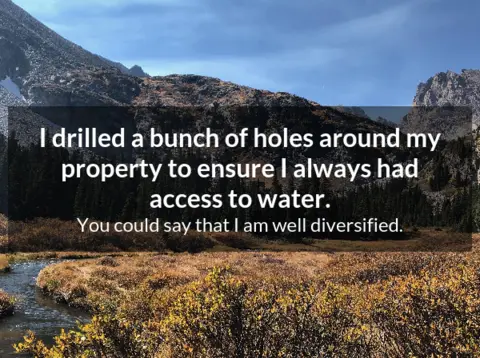 I drilled a bunch of holes around my
property to ensure I always had
access to water.
You could say that I am well diversified.